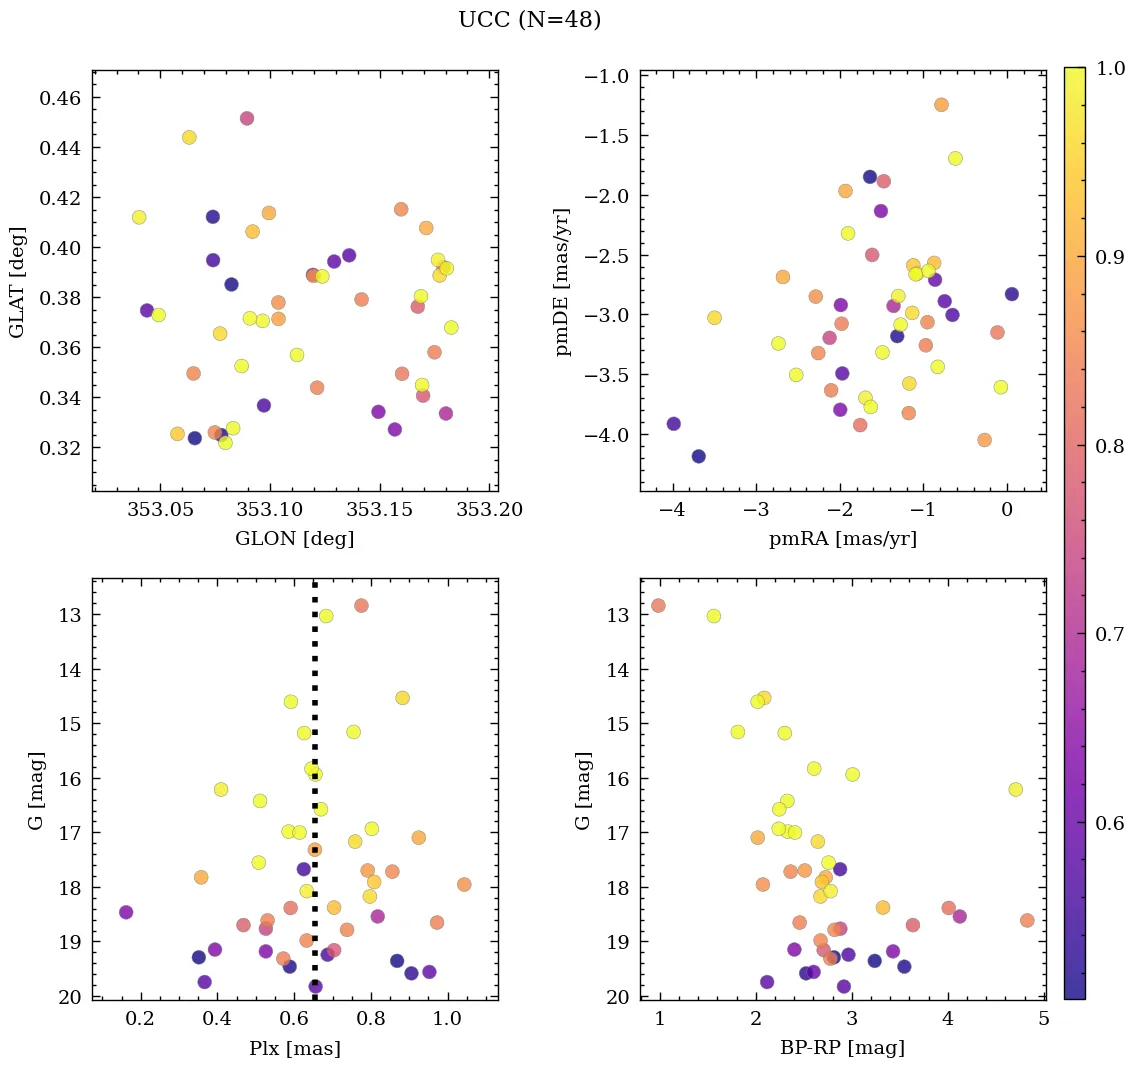 UCC (N=48)
0.46
0.44
0.42
0.40
0.38
0.36
0.34
0.32
GLAT [deg]
353.05 353.10 353.15 353.20
GLON [deg]
−1.0
−1.5
−2.0
−2.5
−3.0
−3.5
−4.0
pmDE [mas/yr]
−4 −3 −2 −1 0
pmRA [mas/yr]
13
14
15
16
17
18
19
20
G [mag]
0.2 0.4 0.6 0.8 1.0
Plx [mas]
13
14
15
16
17
18
19
20
G [mag]
1 2 3 4 5
BP-RP [mag]
1.0
0.9
0.8
0.7
0.6